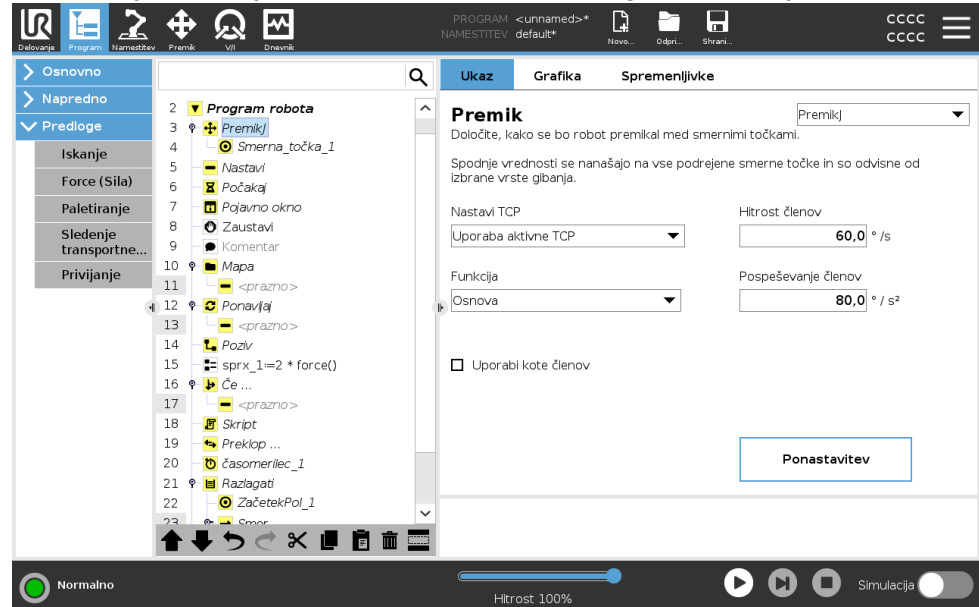 PROGRAM <unnamed>*
NAMESTITEV default*
cccc
cccc
Delovanje
Program
Namestitev
Premik
V/I
Dnevnik
Novo...
Odpri...
Shrani...
Osnovno
Napredno
Predloge
Iskanje
Force (Sila)
Paletiranje
Sledenje
transportne...
Privijanje
2 Program robota
3 PremikJ
4 Smerna_točka_1
5 Nastavi
6 Počakaj
7 Pojavno okno
8 Zaustavi
9 Komentar
10 Mapa
11 <prazno>
12 Ponavljaj
13 <prazno>
14 Poziv
15 sprx_1:=2 * force()
16 Če ...
17 <prazno>
18 Skript
19 Preklop ...
20 časomerilec_1
21 Razlagati
22 ZačetekPol_1
23 Smer
Ukaz
Grafika
Spremenljivke
Premik
PremikJ
Določite, kako se bo robot premikal med smernimi točkami.
Spodnje vrednosti se nanašajo na vse podrejene smerne točke in so odvisne od
izbrane vrste gibanja.
Nastavi TCP
Hitrost členov
Uporaba aktivne TCP
60,0 °/s
Funkcija
Pospeševanje členov
Osnova
80,0 ° / s²
Uporabi kote členov
Ponastavitev
Normalno
Hitrost 100%
Simulacija